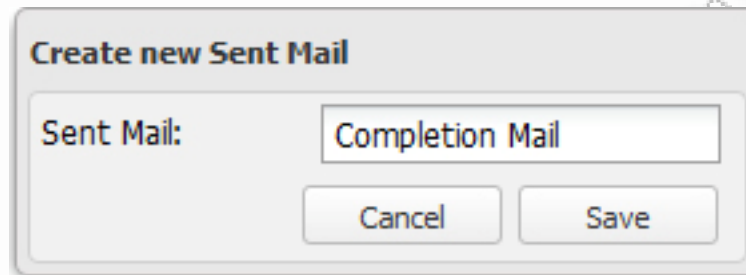 Create new Sent Mail
Sent Mail: Completion Mail
Cancel Save